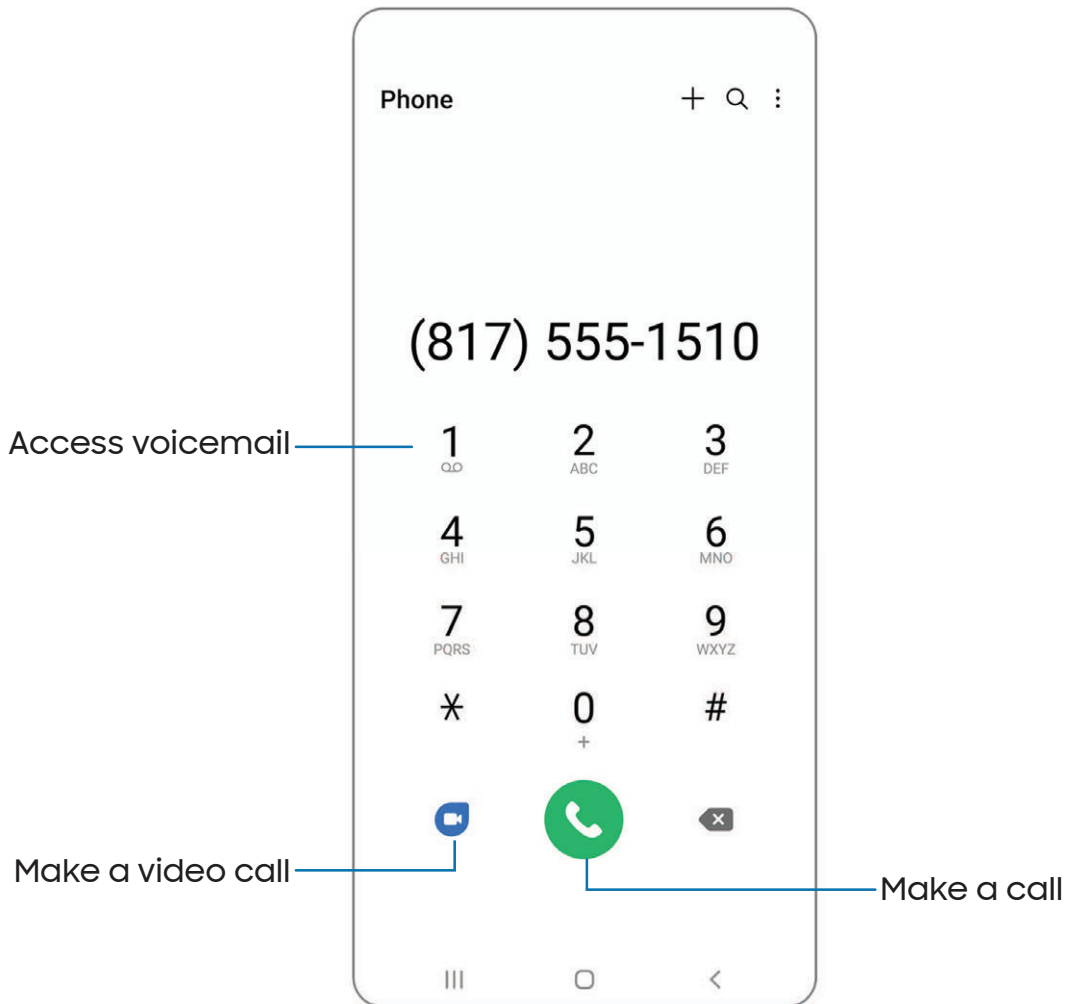 Phone
(817) 555-1510
Access voicemail
1 2 3
ABC DEF
4 5 6
GHI JKL MNO
7 8 9
PQRS TUV WXYZ
* 0 #
+
Make a video call
Make a call